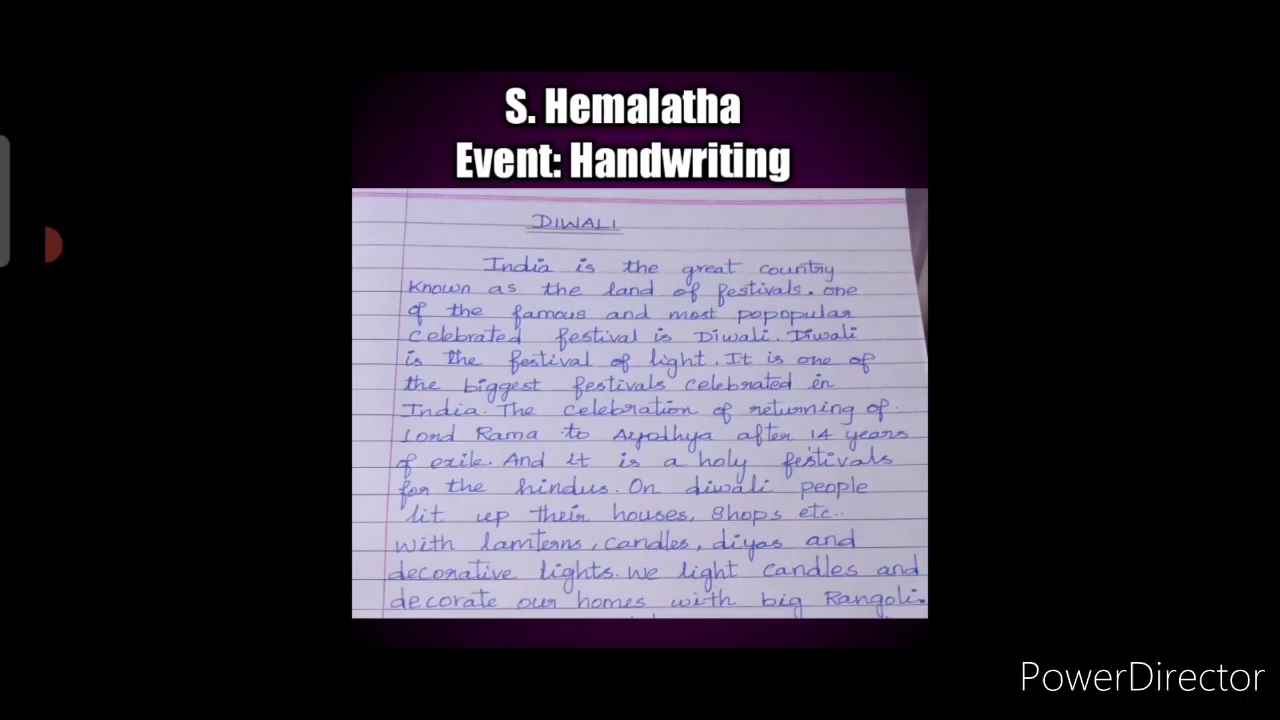 S. Hemalatha
Event: Handwriting
DIWALI
India is the great country
known as the land of festivals. one
of the famous and most popopular
celebrated festival is Diwali. Diwali
is the festival of light. It is one of
the biggest festivals celebrated in
India. The celebration of returning of
Lord Rama to Ayodhya after 14 years
of exile. And it is a holy festivals
for the hindus. On diwali people
lit up their houses, shops etc..
with lamterns, candles, diyas and
decorative lights. we light candles and
decorate our homes with big Rangoli.
PowerDirector